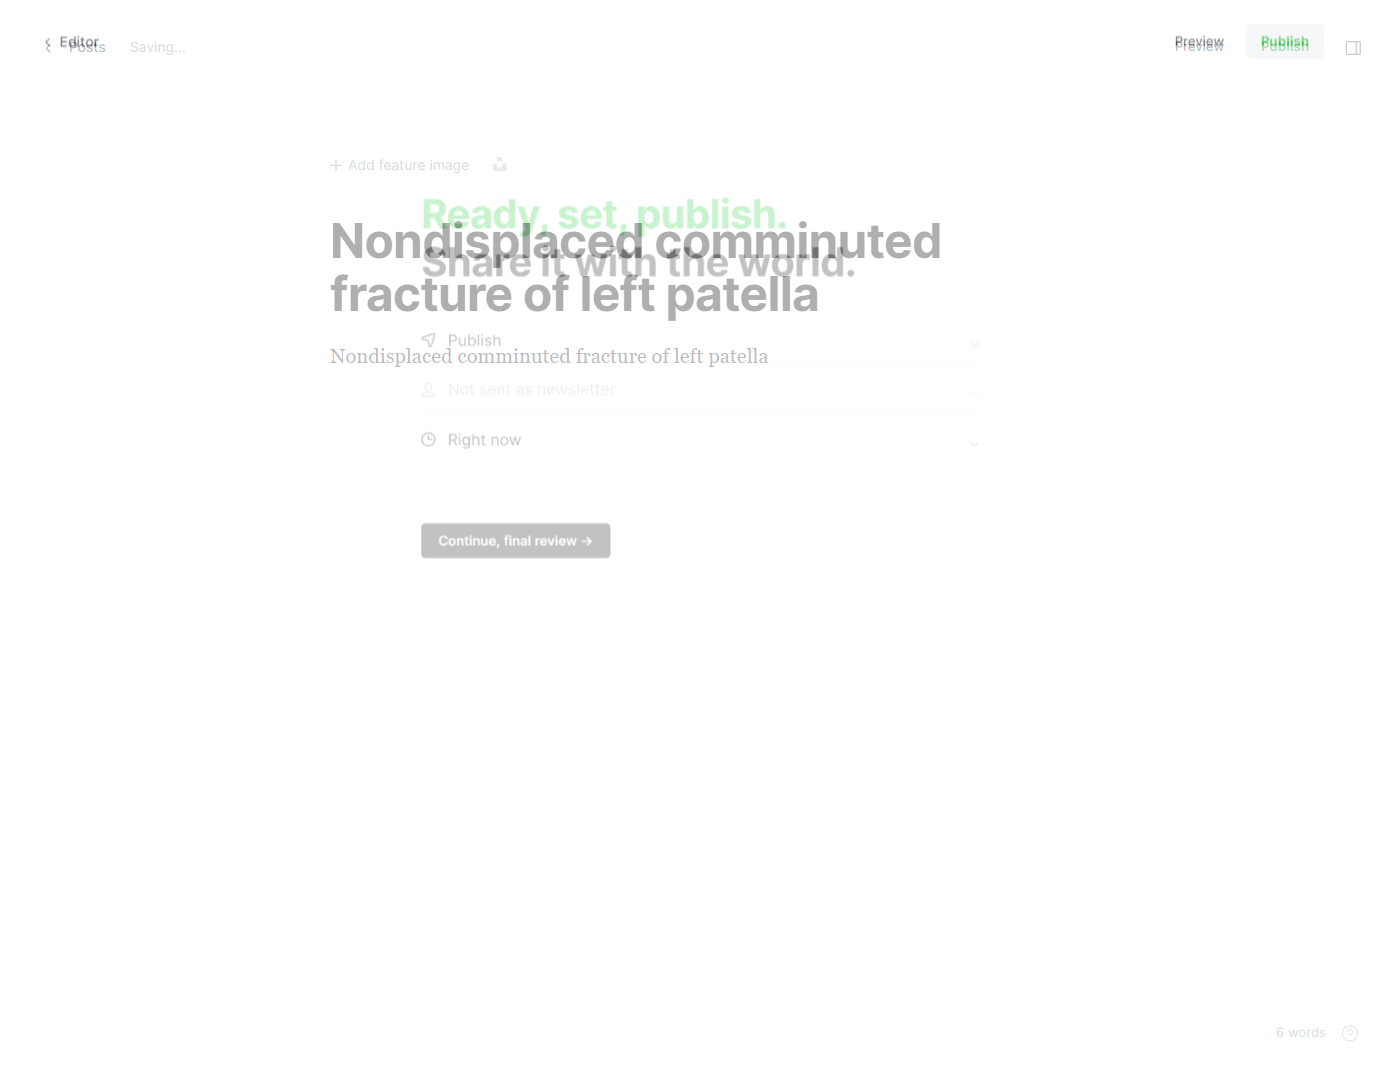 Editor
Posts
Saving...
Preview
Publish
Preview
Publish
Add feature image
Ready, set, publish.
Nondisplaced comminuted
Share it with the world.
fracture of left patella
Publish
Nondisplaced comminuted fracture of left patella
Not sent as newsletter
Right now
Continue, final review →
6 words